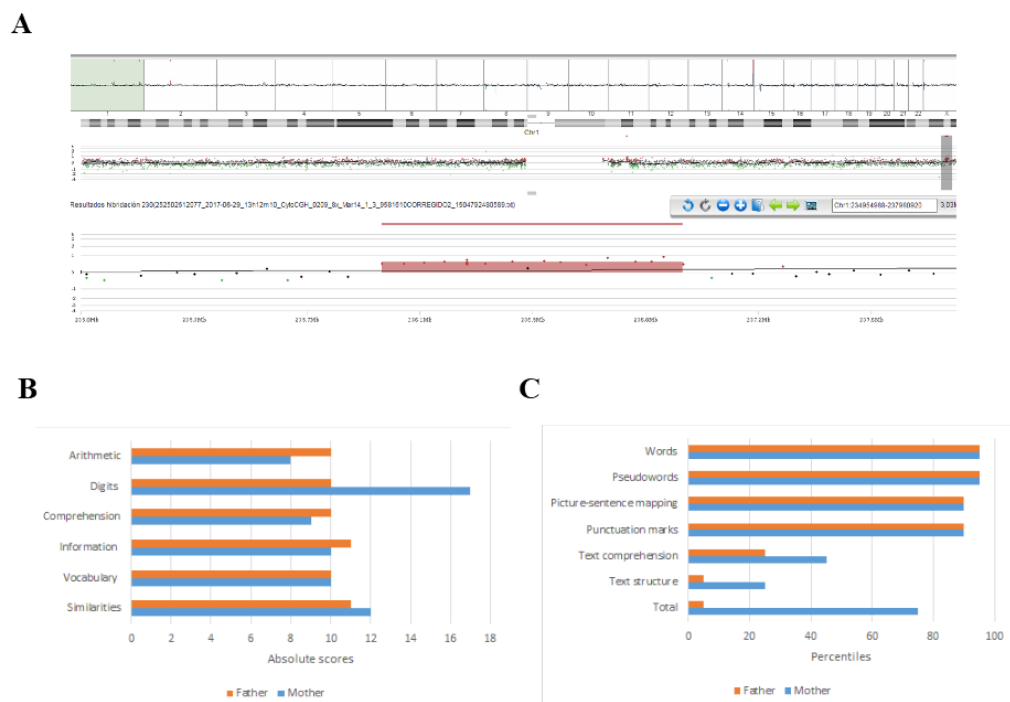 A
1 2 3 4 5 6 7 8 9 10 11 12 13 14 15 16 17 18 19 20 21 22 X
Chr1
Chr1:234954988-237980920
B
Arithmetic
Digits
Comprehension
Information
Vocabulary
Similarities
0 2 4 6 8 10 12 14 16 18
Absolute scores
Father Mother
C
Words
Pseudowords
Picture-sentence mapping
Punctuation marks
Text comprehension
Text structure
Total
0 20 40 60 80 100
Percentiles
Father Mother